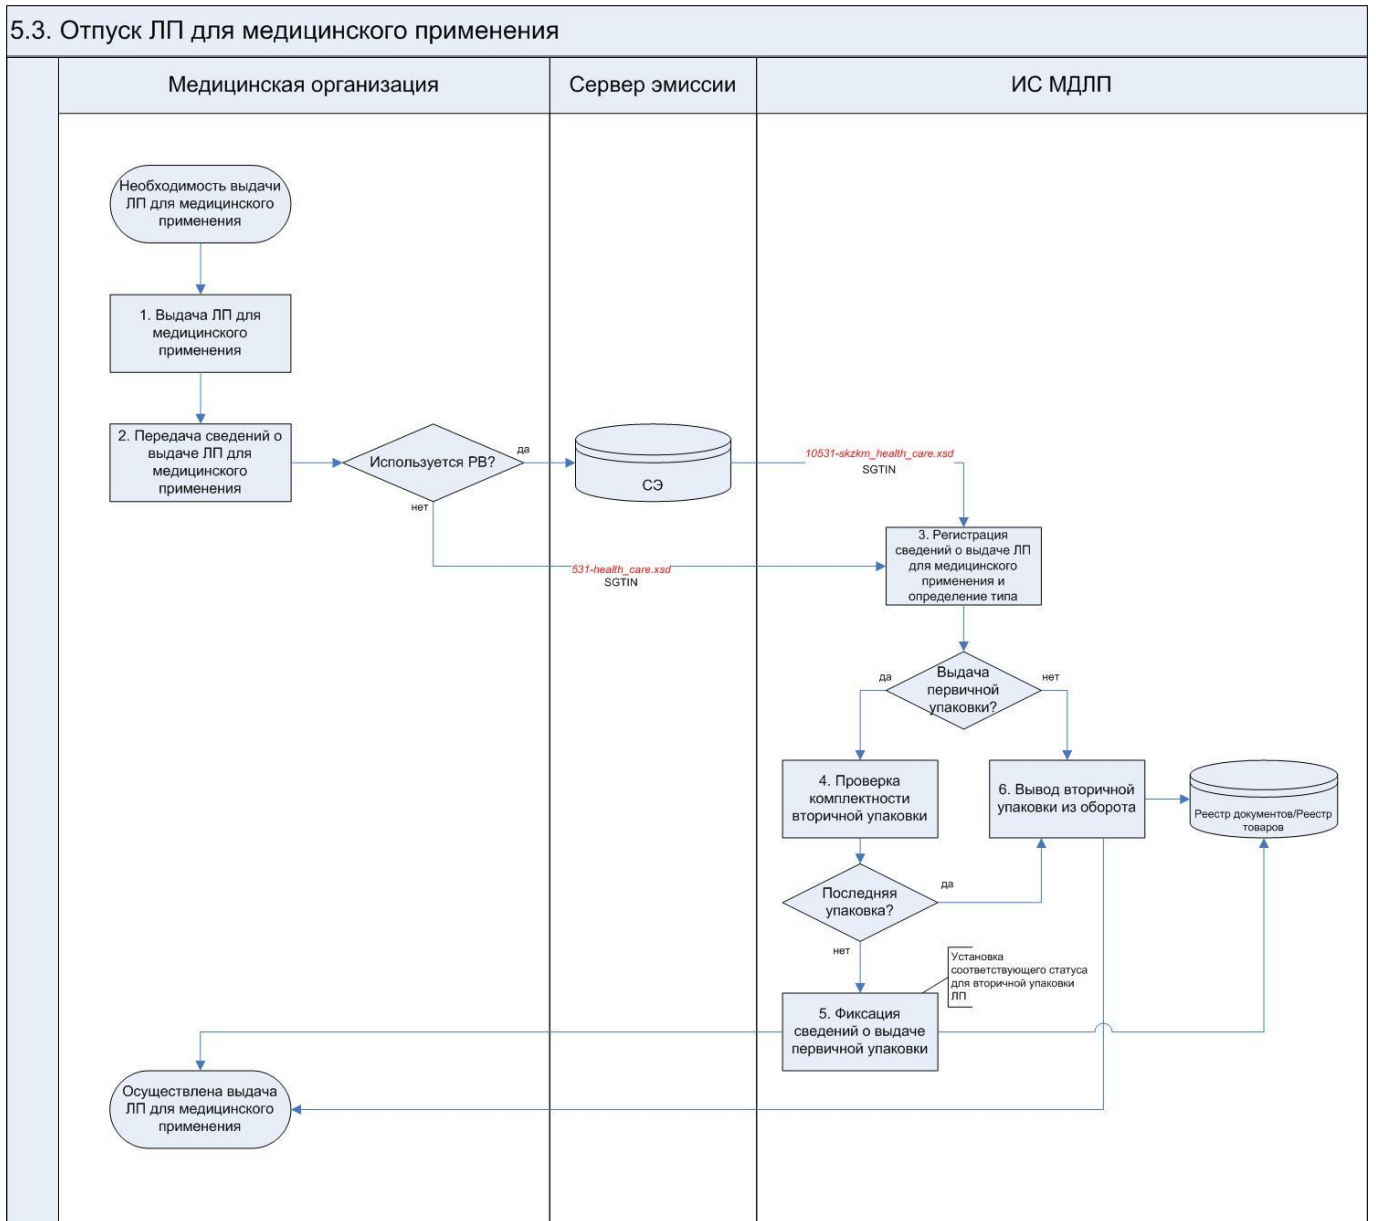 5.3. Отпуск ЛП для медицинского применения
Медицинская организация
Сервер эмиссии
ИС МДЛП
Необходимость выдачи
ЛП для медицинского
применения
1. Выдача ЛП для
медицинского
применения
2. Передача сведений о
выдаче ЛП для
медицинского
применения
Используется РВ?
да
нет
СЭ
10531-skzkm_health_care.xsd
SGTIN
531-health_care.xsd
SGTIN
3. Регистрация
сведений о выдаче ЛП
для медицинского
применения и
определение типа
Выдача
первичной
упаковки?
да
нет
4. Проверка
комплектности
вторичной упаковки
6. Вывод вторичной
упаковки из оборота
Реестр документов/Реестр
товаров
Последняя
упаковка?
да
нет
Установка
соответствующего статуса
для вторичной упаковки
ЛП
5. Фиксация
сведений о выдаче
первичной упаковки
Осуществлена выдача
ЛП для медицинского
применения